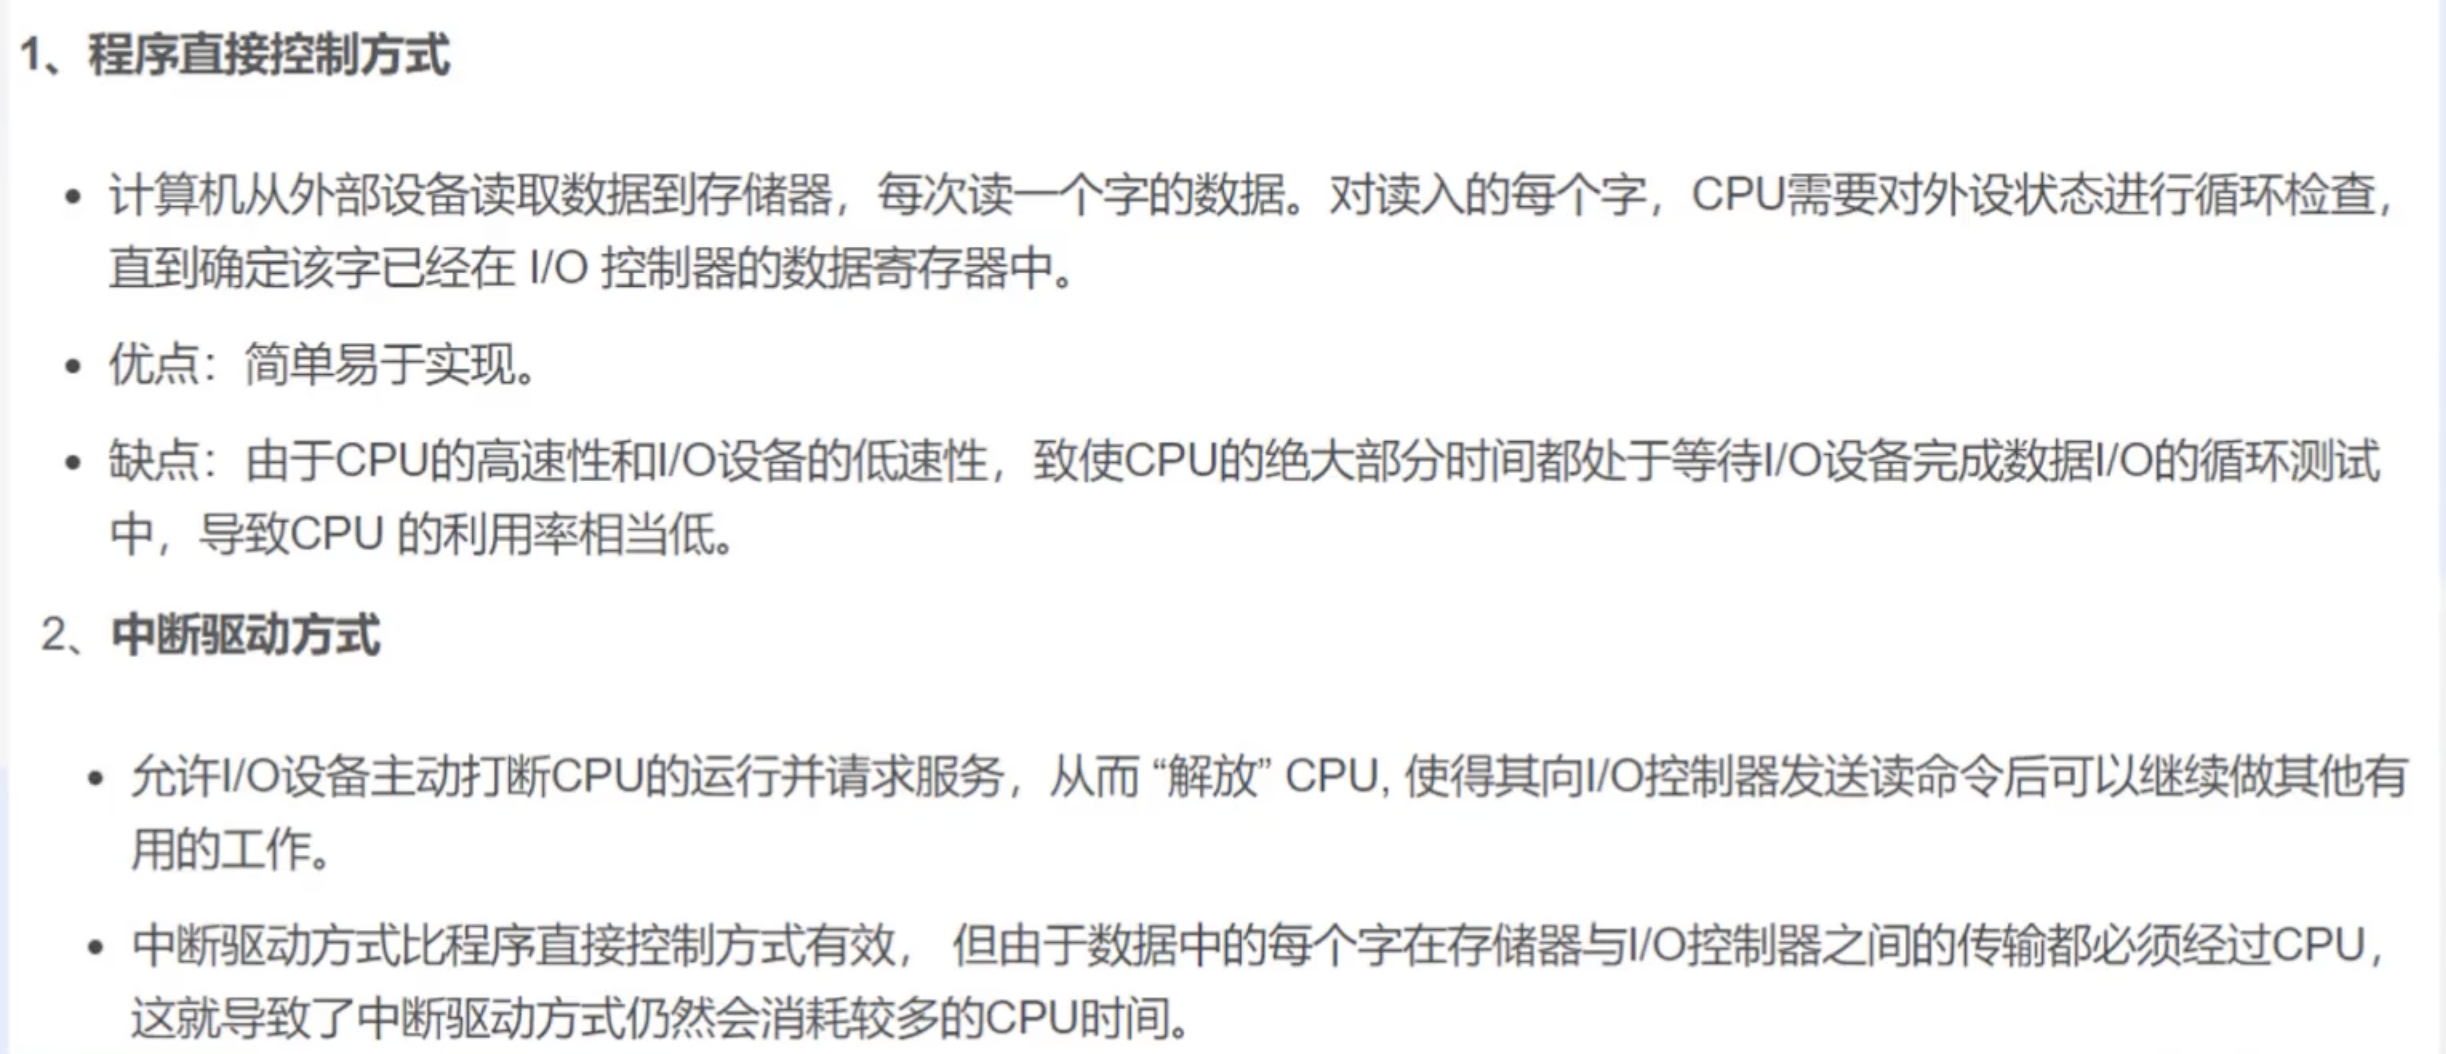 1、程序直接控制方式
• 计算机从外部设备读取数据到存储器，每次读一个字的数据。对读入的每个字，CPU需要对外设状态进行循环检查，
直到确定该字已经在 I/O 控制器的数据寄存器中。
• 优点：简单易于实现。
• 缺点：由于CPU的高速性和I/O设备的低速性，致使CPU的绝大部分时间都处于等待I/O设备完成数据I/O的循环测试
中，导致CPU 的利用率相当低。
2、中断驱动方式
• 允许I/O设备主动打断CPU的运行并请求服务，从而 “解放” CPU, 使得其向I/O控制器发送读命令后可以继续做其他有
用的工作。
• 中断驱动方式比程序直接控制方式有效， 但由于数据中的每个字在存储器与I/O控制器之间的传输都必须经过CPU，
这就导致了中断驱动方式仍然会消耗较多的CPU时间。